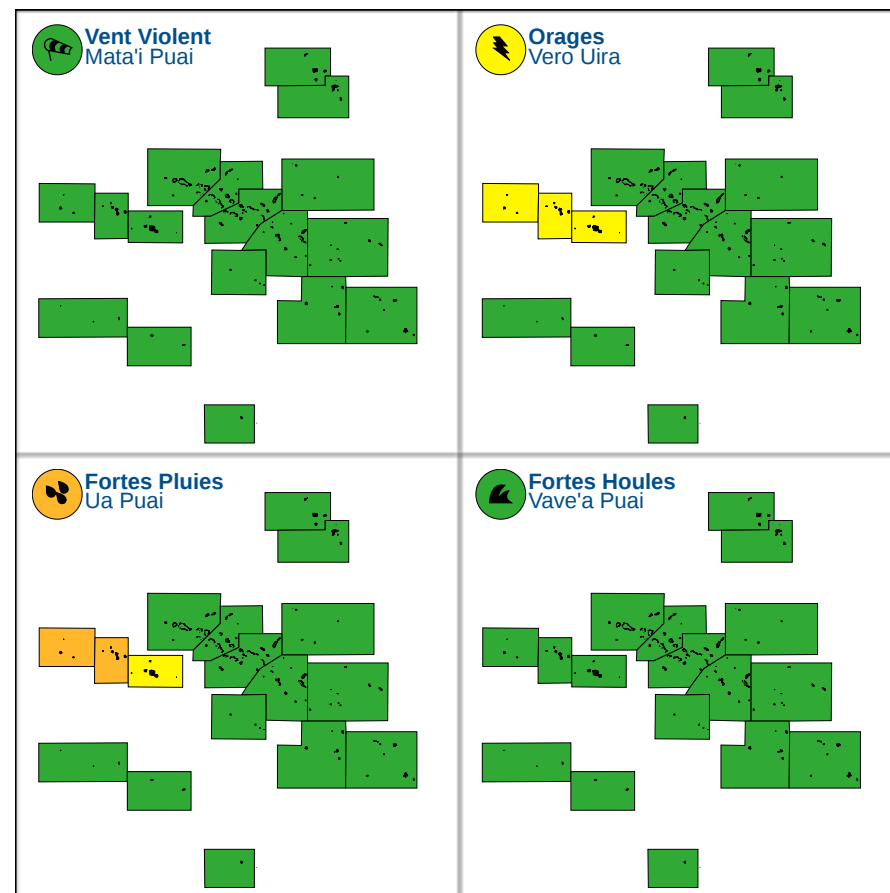 Vent Violent
Mata'i Puai
Orages
Vero Uira
Fortes Pluies
Ua Puai
Fortes Houles
Vave'a Puai